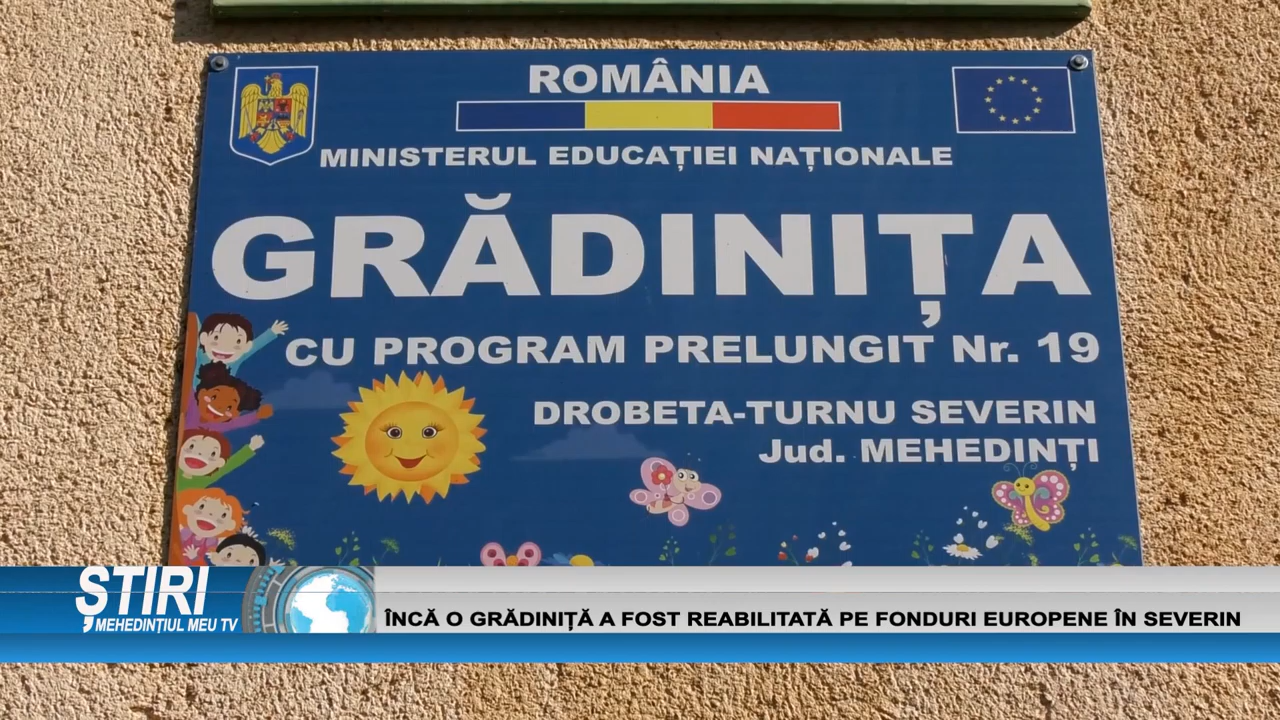 ROMÂNIA
MINISTERUL EDUCAȚIEI NAȚIONALE
GRĂDINIȚA
CU PROGRAM PRELUNGIT Nr. 19
DROBETA-TURNU SEVERIN
Jud. MEHEDINȚI
ȘTIRI
MEHEDINȚIUL MEU TV
ÎNCĂ O GRĂDINIȚĂ A FOST REABILITATĂ PE FONDURI EUROPENE ÎN SEVERIN